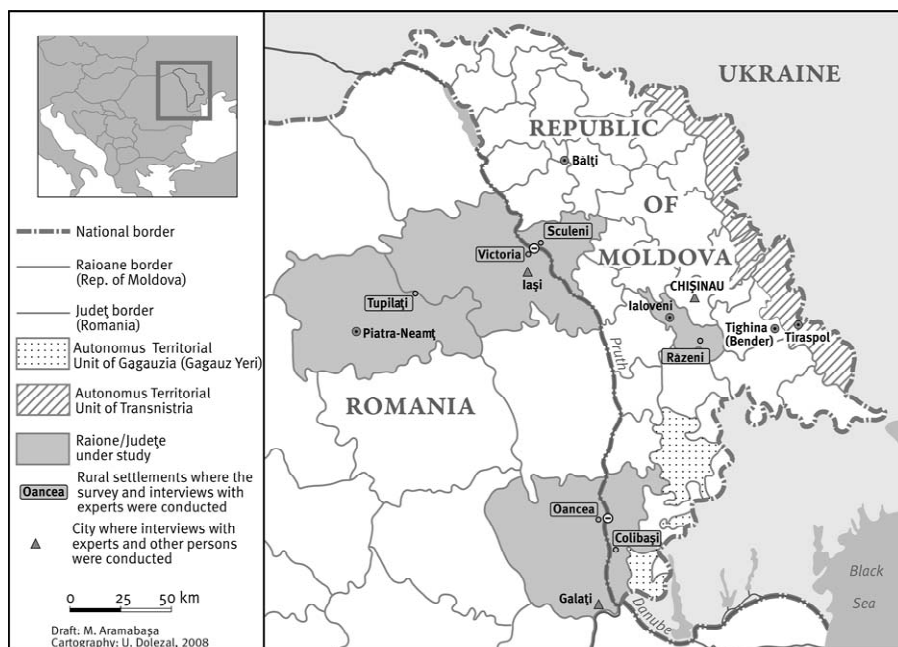 National border
Raioane border
(Rep. of Moldova)
Judeţ border
(Romania)
Autonomus Territorial
Unit of Gagauzia (Gagauz Yeri)
Autonomus Territorial
Unit of Transnistria
Raione/Judeţe
under study
Oancea
Rural settlements where the
survey and interviews with
experts were conducted
City where interviews with
experts and other persons
were conducted
0 25 50 km
Draft: M. Aramabaşa
Cartography: U. Dolezal, 2008
UKRAINE
REPUBLIC
Bălţi
OF
Sculeni
Victoria
MOLDOVA
Iaşi
CHIŞINAU
Tupilaţi
Ialoveni
Piatra-Neamţ
Tighina
(Bender)
Tiraspol
Răzeni
Pruth
ROMANIA
Oancea
Colibaşi
Galaţi
Danube
Black
Sea